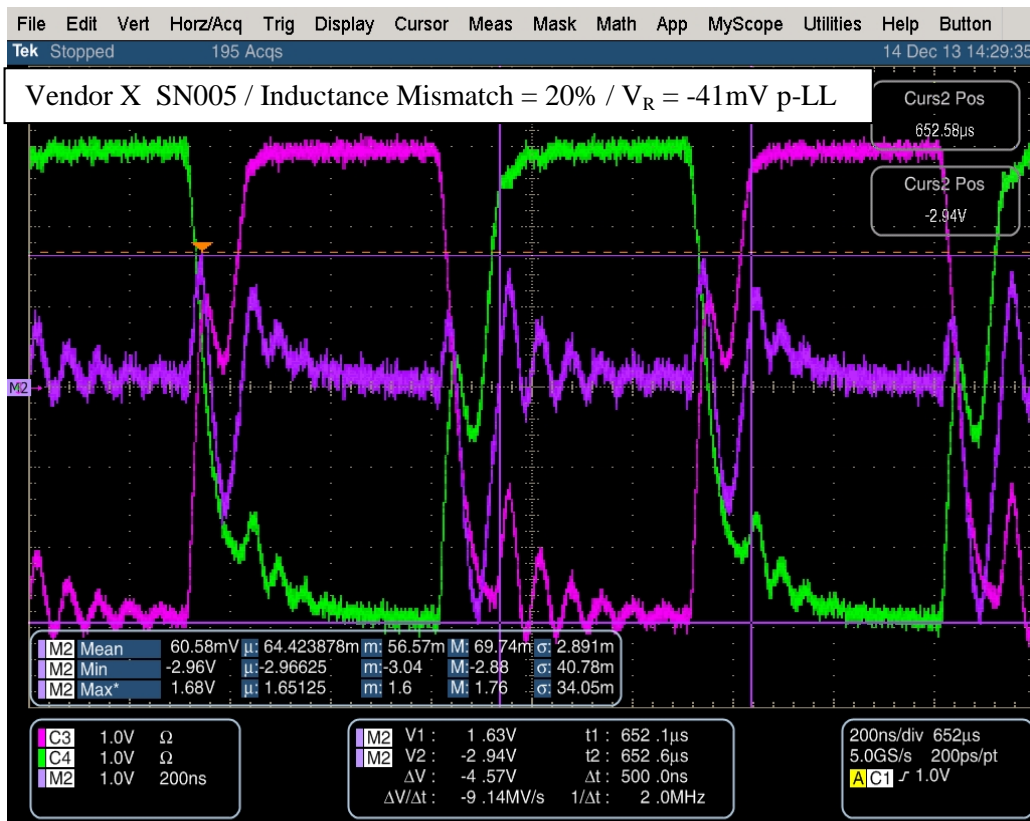 File Edit Vert Horz/Acq Trig Display Cursor Meas Mask Math App MyScope Utilities Help Button
Tek Stopped 195 Acqs 14 Dec 13 14:29:35
Vendor X SN005 / Inductance Mismatch = 20% / VR = -41mV p-LL
Curs2 Pos
652.58µs
Curs2 Pos
-2.94V
M2
M2 Mean 60.58mV µ: 64.423878m m: 56.57m M: 69.74m σ: 2.891m
M2 Min -2.96V µ:-2.96625 m:-3.04 M:-2.88 σ: 40.78m
M2 Max* 1.68V µ: 1.65125 m: 1.6 M: 1.76 σ: 34.05m
C3 1.0V Ω
C4 1.0V Ω
M2 1.0V 200ns
M2 V1 : 1 .63V t1 : 652 .1µs
M2 V2 : -2 .94V t2 : 652 .6µs
ΔV : -4 .57V Δt : 500 .0ns
ΔV/Δt : -9 .14MV/s 1/Δt : 2 .0MHz
200ns/div 652µs
5.0GS/s 200ps/pt
A C1 1.0V